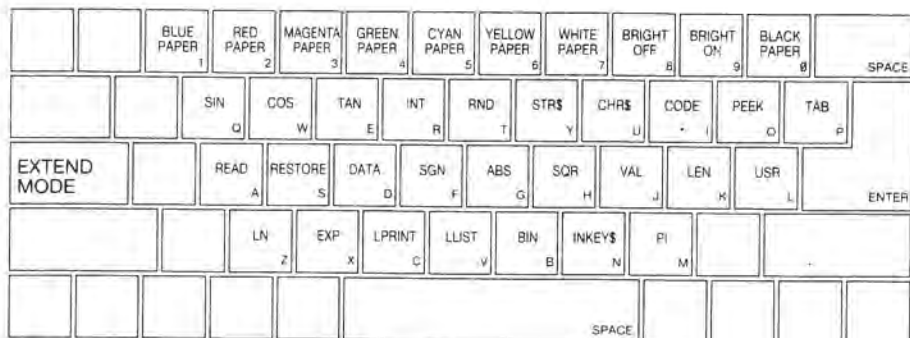 BLUE RED MAGENTA GREEN CYAN YELLOW WHITE BRIGHT BRIGHT BLACK
PAPER PAPER PAPER PAPER PAPER PAPER PAPER OFF ON PAPER
1 2 3 4 5 6 7 8 9 0 SPACE
SIN COS TAN INT RND STR$ CHR$ CODE PEEK TAB
Q W E R T Y U I O P
EXTEND MODE
READ RESTORE DATA SGN ABS SQR VAL LEN USR
A S D F G H J K L ENTER
LN EXP LPRINT LLIST BIN INKEY$ PI
Z X C V B N M
SPACE